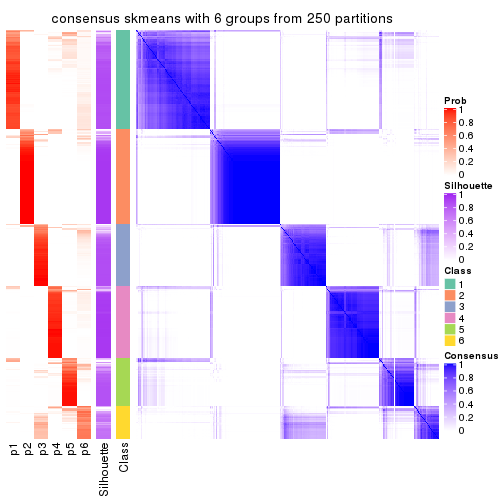 consensus skmeans with 6 groups from 250 partitions
Prob
1
0.8
0.6
0.4
0.2
0
Silhouette
1
0.8
0.6
0.4
0.2
0
Class
1
2
3
4
5
6
Consensus
1
0.8
0.6
0.4
0.2
0
p1
p2
p3
p4
p5
p6
Silhouette
Class